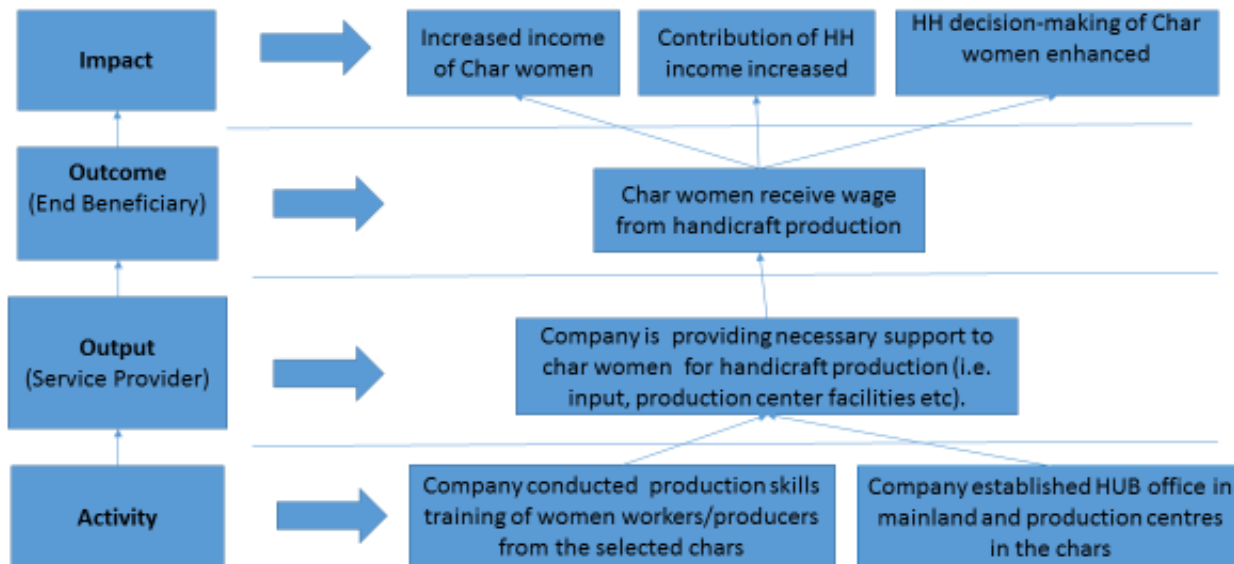 Impact
Increased income
of Char women
Contribution of HH
income increased
HH decision-making of Char
women enhanced
Outcome
(End Beneficiary)
Char women receive wage
from handicraft production
Output
(Service Provider)
Company is providing necessary support to
char women for handicraft production (i.e.
input, production center facilities etc).
Activity
Company conducted production skills
training of women workers/producers
from the selected chars
Company established HUB office in
mainland and production centres
in the chars